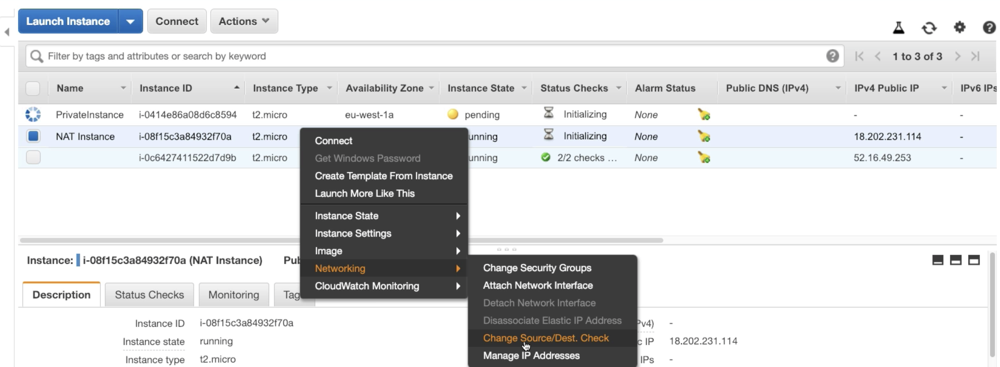 Launch Instance Connect Actions
Filter by tags and attributes or search by keyword 1 to 3 of 3
Name Instance ID Instance Type Availability Zone Instance State Status Checks Alarm Status Public DNS (IPv4) IPv4 Public IP IPv6 IPs
PrivateInstance i-0414e86a08d6c8594 t2.micro eu-west-1a pending Initializing None - -
NAT Instance i-08f15c3a84932f70a t2.micro unning Initializing None 18.202.231.114 -
i-0c6427411522d7d9b t2.micro unning 2/2 checks ... None 52.16.49.253 -
Connect
Get Windows Password
Create Template From Instance
Launch More Like This
Instance State
Instance Settings
Image
Networking
CloudWatch Monitoring
Change Security Groups
Attach Network Interface
Detach Network Interface
Disassociate Elastic IP Address
Change Source/Dest. Check
Manage IP Addresses
Instance: i-08f15c3a84932f70a (NAT Instance) Pub
Description Status Checks Monitoring Tag
Instance ID i-08f15c3a84932f70a Pv4) -
Instance state running c IP 18.202.231.114
Instance type t2.micro IPs -